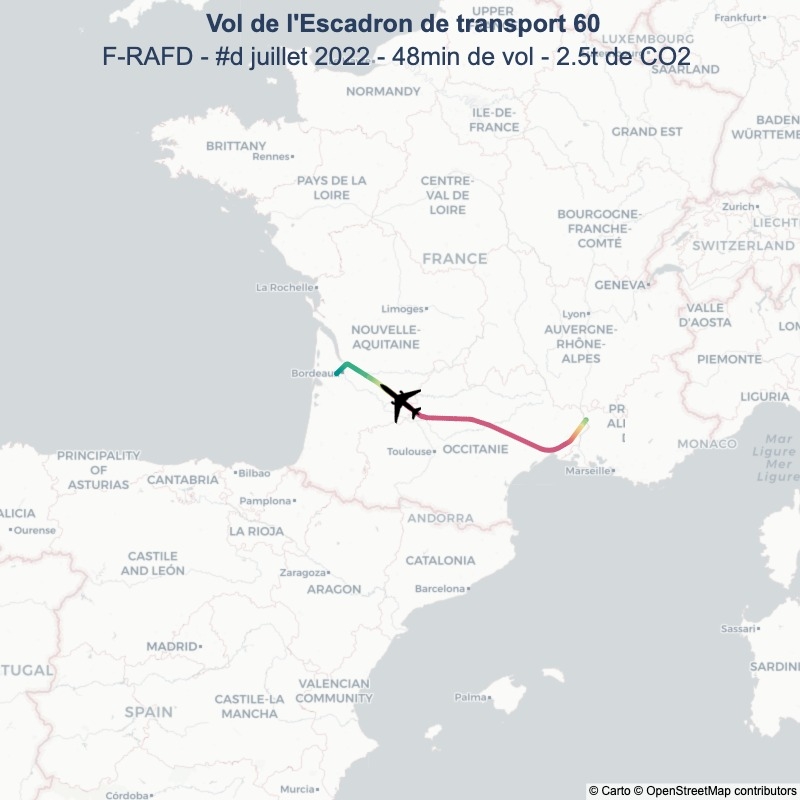 Vol de l'Escadron de transport 60
F-RAFD - #d juillet 2022 - 48min de vol - 2.5t de CO2
UPPER
Frankfurt
LUXEMBOURG
SAARLAND
NORMANDY
ILE-DE-
FRANCE
GRAND EST
BADEN
WÜRTTEME
BRITTANY
Rennes
PAYS DE LA
LOIRE
CENTRE-
VAL DE
LOIRE
BOURGOGNE-
FRANCHE-
COMTÉ
Zurich
LIECHT
SWITZERLAND
FRANCE
GENEVA
La Rochelle
Limoges
Lyon
VALLE
D'AOSTA
LOM
NOUVELLE-
AQUITAINE
AUVERGNE-
RHÔNE-
ALPES
PIEMONTE
Bordeaux
LIGURIA
PR
ALI
MONACO
Mar
Ligure
Mer
Ligure
Toulouse
OCCITANIE
Marseille
PRINCIPALITY
OF
ASTURIAS
CANTABRIA
Bilbao
Pamplona
ALICIA
Ourense
LA RIOJA
ANDORRA
CASTILE
AND LEÓN
Zaragoza
ARAGON
CATALONIA
Barcelona
MADRID
Sassari
SARDINI
TUGAL
SPAIN
CASTILE-LA
MANCHA
VALENCIAN
COMMUNITY
Palma
Córdoba
Murcia
© Carto © OpenStreetMap contributors